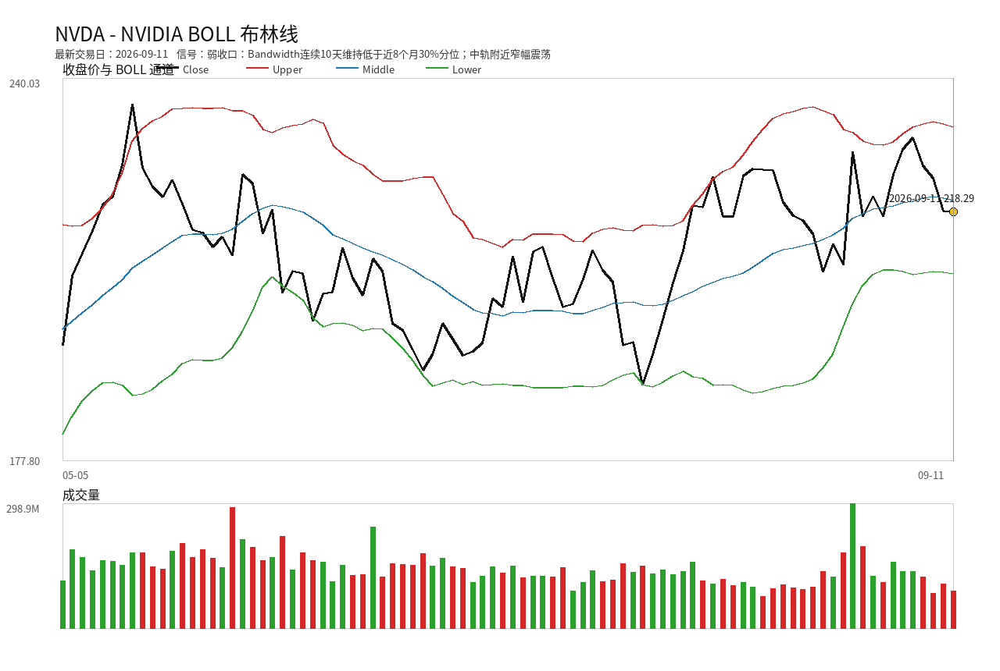 NVDA - NVIDIA BOLL 布林线
最新交易日：2026-09-11 信号：弱收口：Bandwidth连续10天维持低于近8个月30%分位；中轨附近窄幅震荡
收盘价与 BOLL 通道 Close Upper Middle Lower
240.03
2026-09-11 218.29
177.80
05-05 09-11
成交量
298.9M